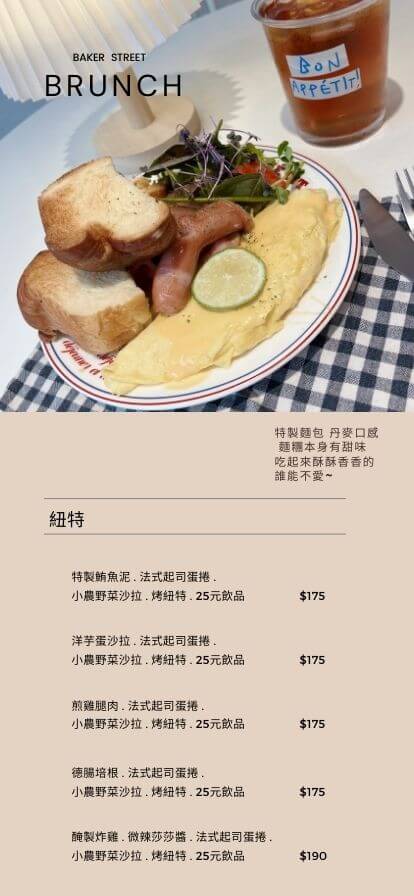 BAKER STREET
BRUNCH
BON
APPÉTIT!
特製麵包 丹麥口感
麵糰本身有甜味
吃起來酥酥香香的
誰能不愛~
紐特
特製鮪魚泥 . 法式起司蛋捲 .
小農野菜沙拉 . 烤紐特 . 25元飲品 $175
洋芋蛋沙拉 . 法式起司蛋捲 .
小農野菜沙拉 . 烤紐特 . 25元飲品 $175
煎雞腿肉 . 法式起司蛋捲 .
小農野菜沙拉 . 烤紐特 . 25元飲品 $175
德腸培根 . 法式起司蛋捲 .
小農野菜沙拉 . 烤紐特 . 25元飲品 $175
醃製炸雞 . 微辣莎莎醬 . 法式起司蛋捲 .
小農野菜沙拉 . 烤紐特 . 25元飲品 $190